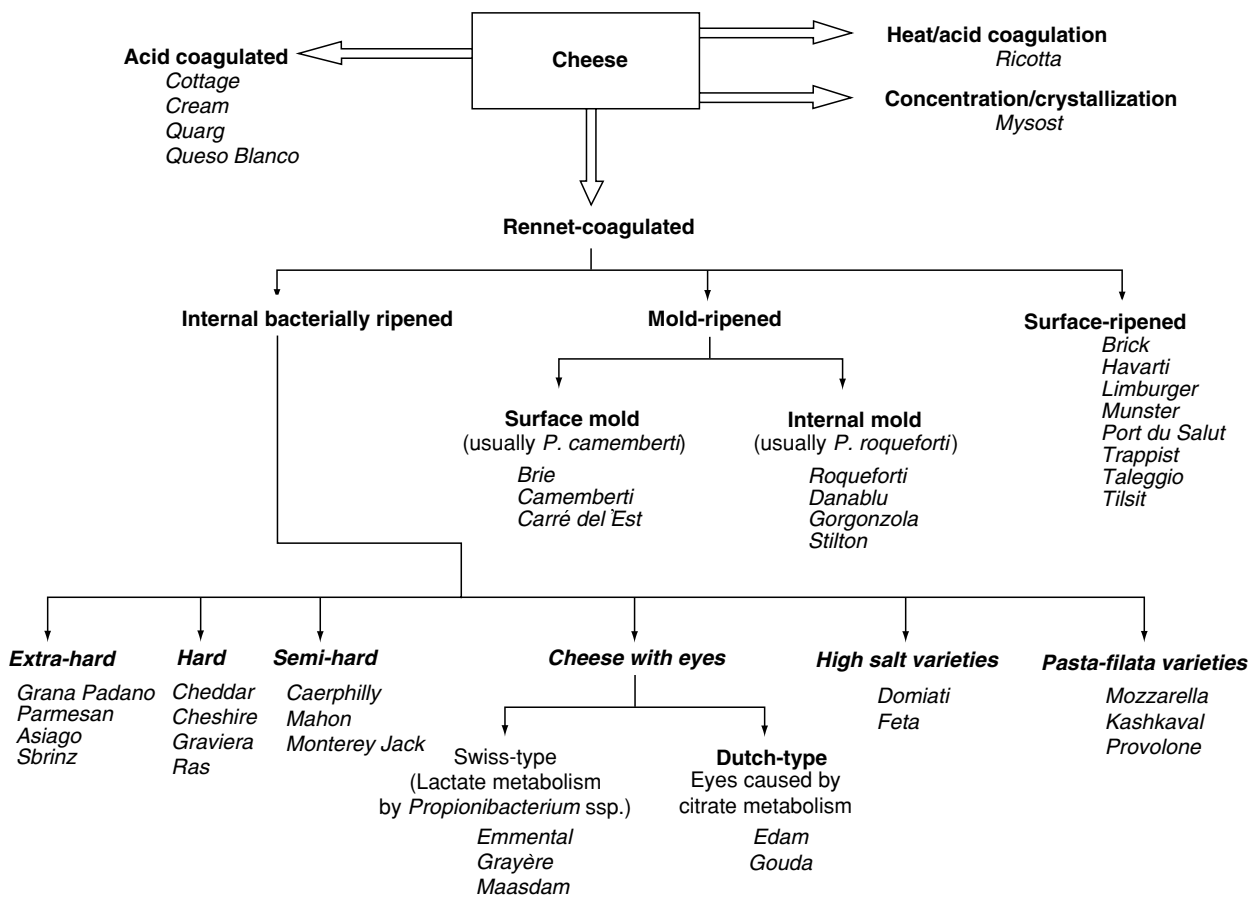 Cheese
Acid coagulated
Cottage
Cream
Quarg
Queso Blanco
Heat/acid coagulation
Ricotta
Concentration/crystallization
Mysost
Rennet-coagulated
Internal bacterially ripened
Mold-ripened
Surface-ripened
Brick
Havarti
Limburger
Munster
Port du Salut
Trappist
Taleggio
Tilsit
Surface mold
(usually P. camemberti)
Brie
Camemberti
Carré del'Est
Internal mold
(usually P. roqueforti)
Roqueforti
Danablu
Gorgonzola
Stilton
Extra-hard
Grana Padano
Parmesan
Asiago
Sbrinz
Hard
Cheddar
Cheshire
Graviera
Ras
Semi-hard
Caerphilly
Mahon
Monterey Jack
Cheese with eyes
Swiss-type
(Lactate metabolism
by Propionibacterium ssp.)
Emmental
Grayère
Maasdam
Dutch-type
Eyes caused by
citrate metabolism
Edam
Gouda
High salt varieties
Domiati
Feta
Pasta-filata varieties
Mozzarella
Kashkaval
Provolone